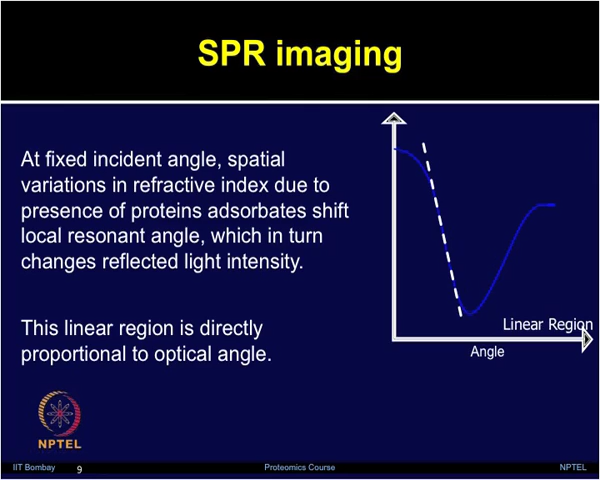 SPR imaging
At fixed incident angle, spatial
variations in refractive index due to
presence of proteins adsorbates shift
local resonant angle, which in turn
changes reflected light intensity.
This linear region is directly
proportional to optical angle.
Linear Region
Angle
NPTEL
IIT Bombay
9
Proteomics Course
NPTEL